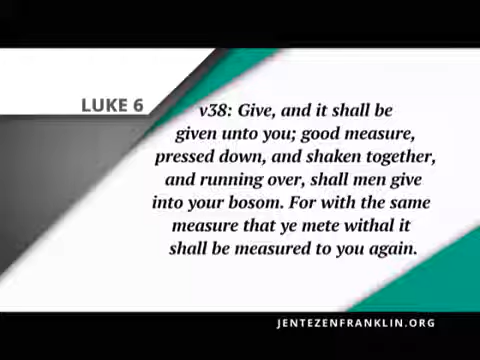 LUKE 6
v38: Give, and it shall be
given unto you; good measure,
pressed down, and shaken together,
and running over, shall men give
into your bosom. For with the same
measure that ye mete withal it
shall be measured to you again.
JENTEZENFRANKLIN.ORG